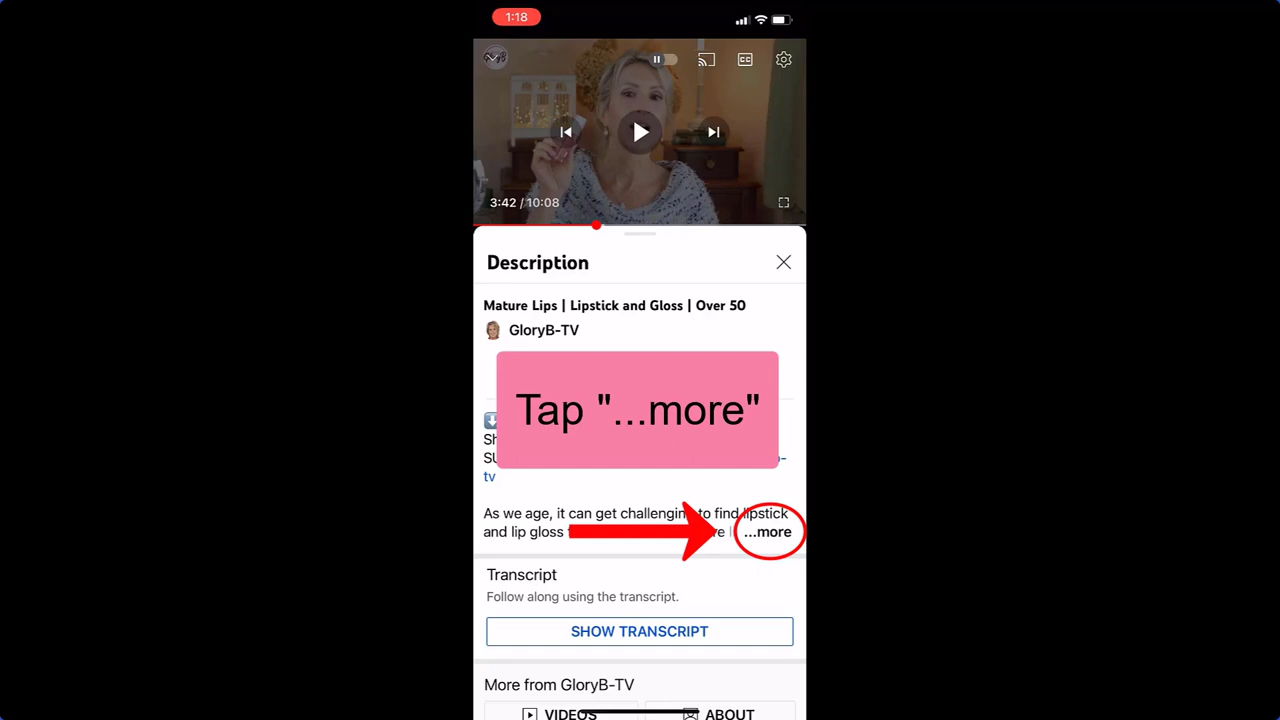 1:18
CC
3:42 / 10:08
Description
Mature Lips | Lipstick and Gloss | Over 50
GloryB-TV
Tap "...more"
tv
As we age, it can get challenging to find lipstick
and lip gloss
...more
Transcript
Follow along using the transcript.
SHOW TRANSCRIPT
More from GloryB-TV
VIDEOS
ABOUT